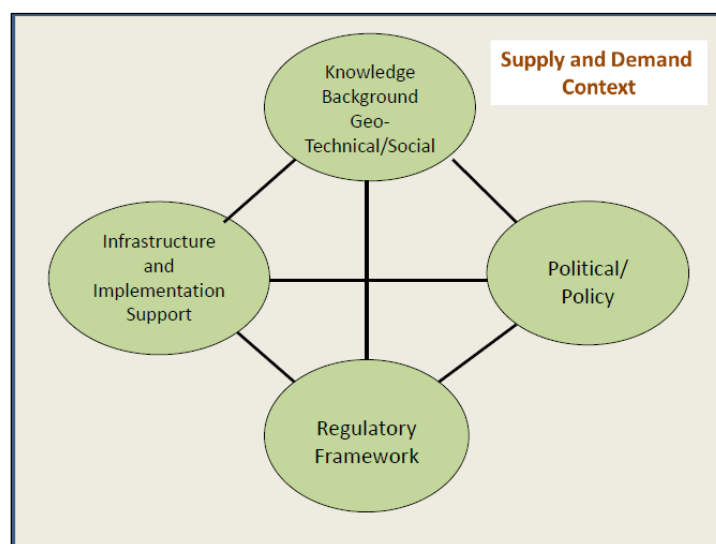 Supply and Demand
Context
Knowledge
Background
Geo-
Technical/Social
Infrastructure
and
Implementation
Support
Political/
Policy
Regulatory
Framework